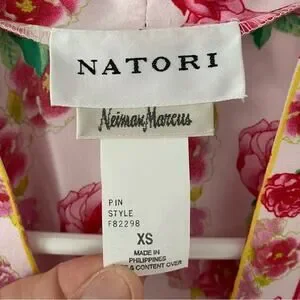 NATORI
Neiman Marcus
PIN
STYLE
F82298
XS
MADE IN
PHILIPPINES
& CONTENT OVER